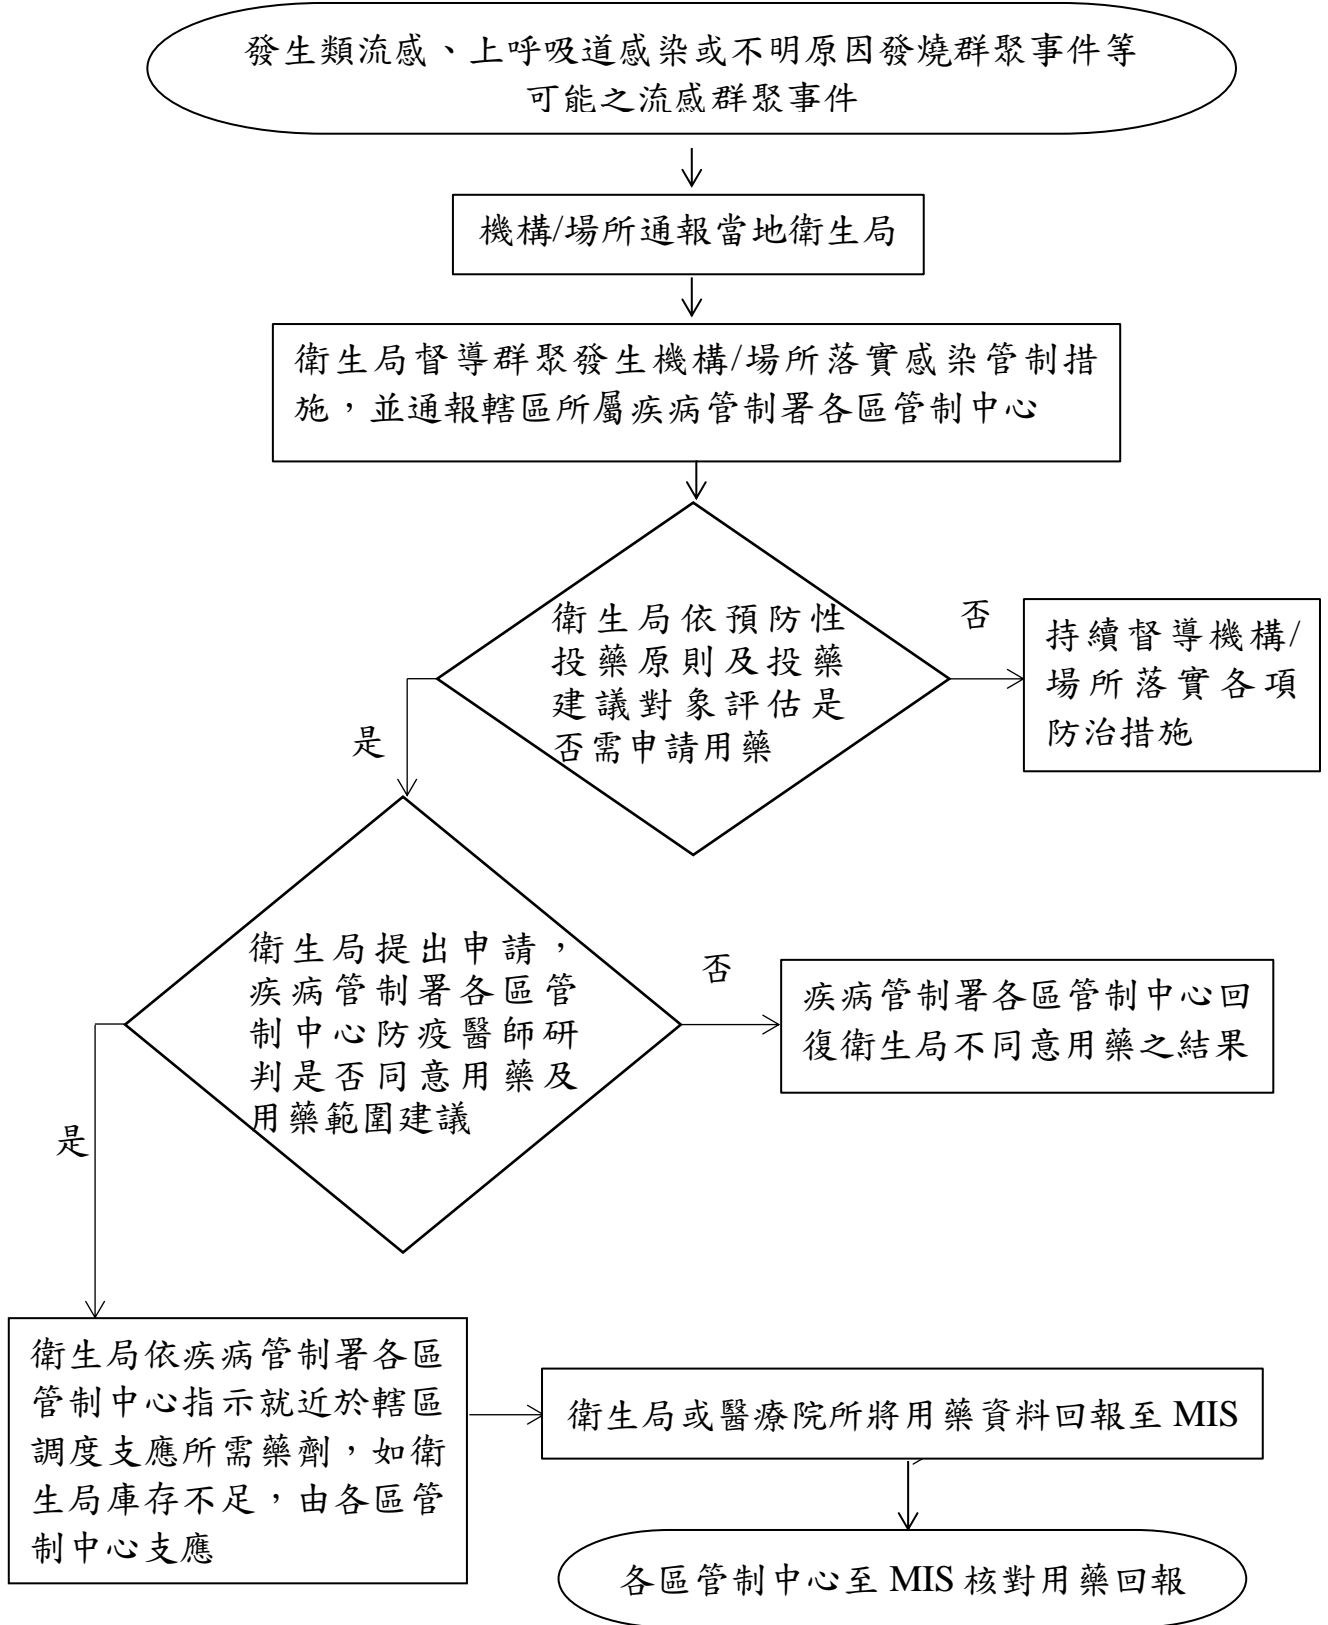 發生類流感、上呼吸道感染或不明原因發燒群聚事件等
可能之流感群聚事件
機構/場所通報當地衛生局
衛生局督導群聚發生機構/場所落實感染管制措
施，並通報轄區所屬疾病管制署各區管制中心
衛生局依預防性
投藥原則及投藥
建議對象評估是
否需申請用藥
否
持續督導機構/
場所落實各項
防治措施
是
衛生局提出申請，
疾病管制署各區管
制中心防疫醫師研
判是否同意用藥及
用藥範圍建議
否
疾病管制署各區管制中心回
復衛生局不同意用藥之結果
是
衛生局依疾病管制署各區
管制中心指示就近於轄區
調度支應所需藥劑，如衛
生局庫存不足，由各區管
制中心支應
衛生局或醫療院所將用藥資料回報至 MIS
各區管制中心至 MIS 核對用藥回報